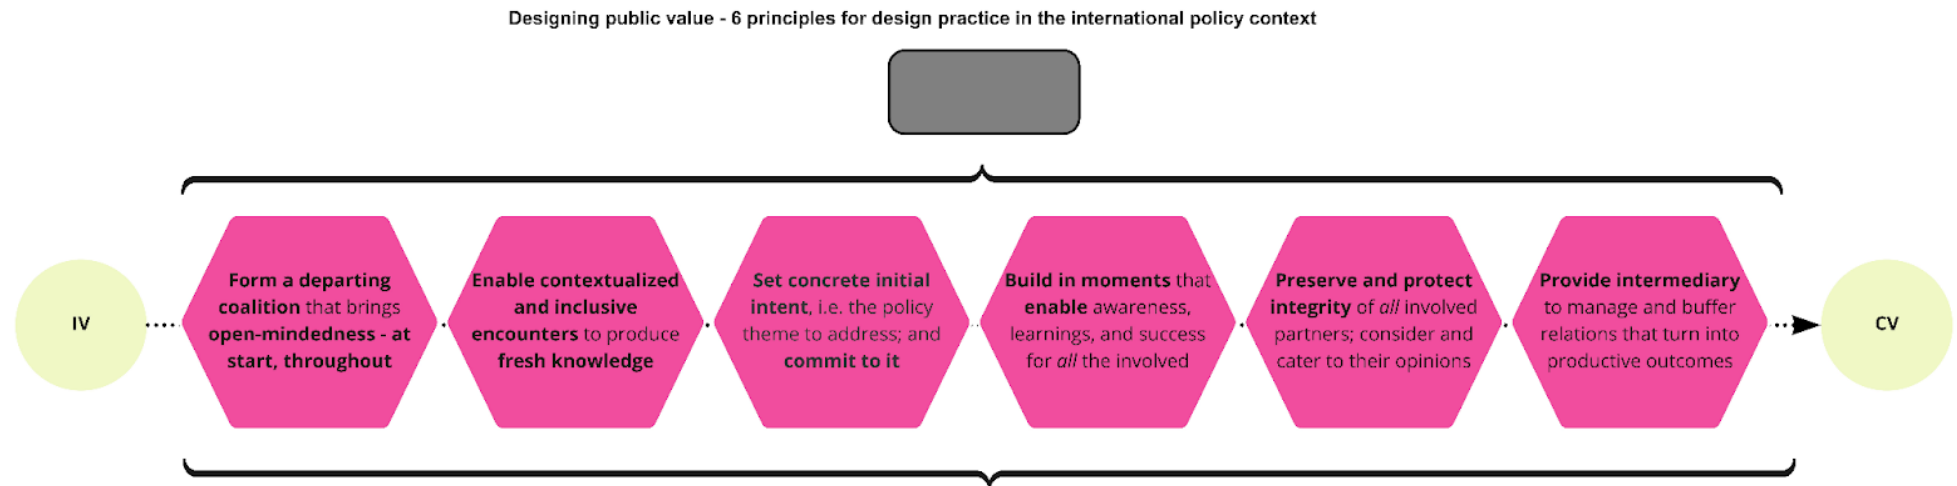 Designing public value - 6 principles for design practice in the international policy context
IV
Form a departing
coalition that brings
open-mindedness - at
start, throughout
Enable contextualized
and inclusive
encounters to produce
fresh knowledge
Set concrete initial
intent, i.e. the policy
theme to address; and
commit to it
Build in moments that
enable awareness,
learnings, and success
for all the involved
Preserve and protect
integrity of all involved
partners; consider and
cater to their opinions
Provide intermediary
to manage and buffer
relations that turn into
productive outcomes
CV